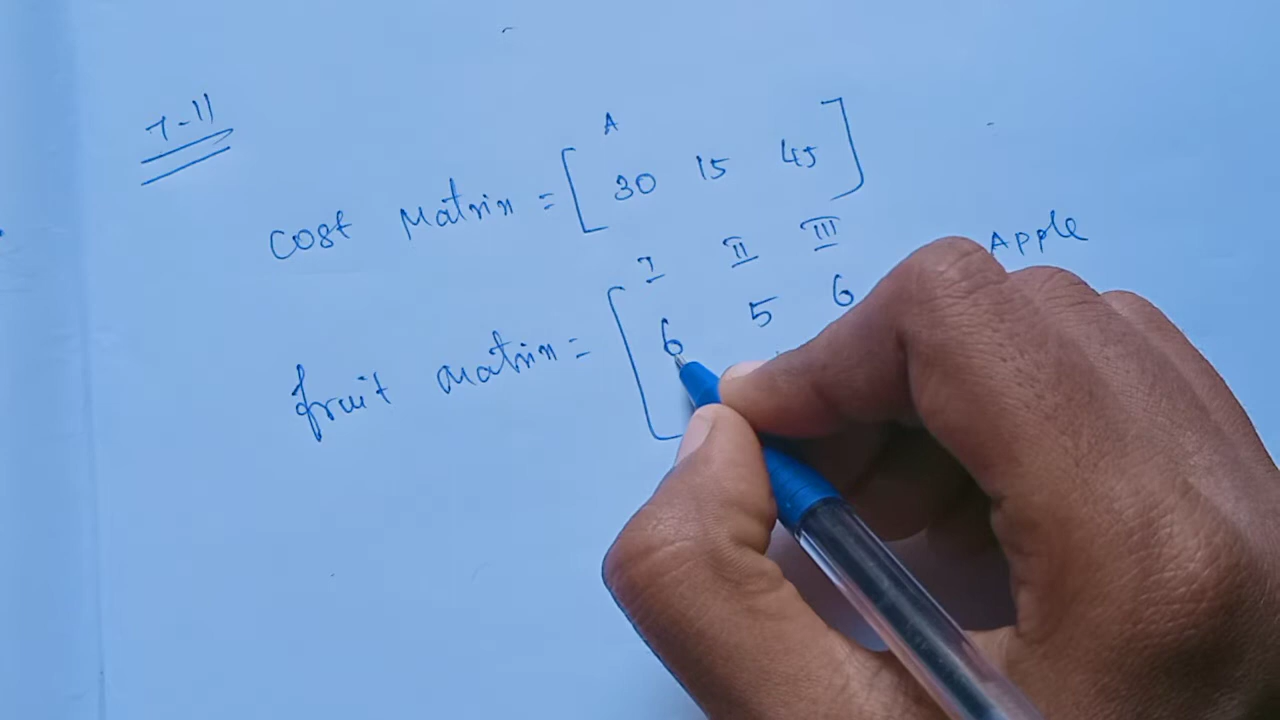 7-11
A
Cost Matrix = [ 30 15 45 ]
I II III
Apple
fruit matrix = [ 6 5 6